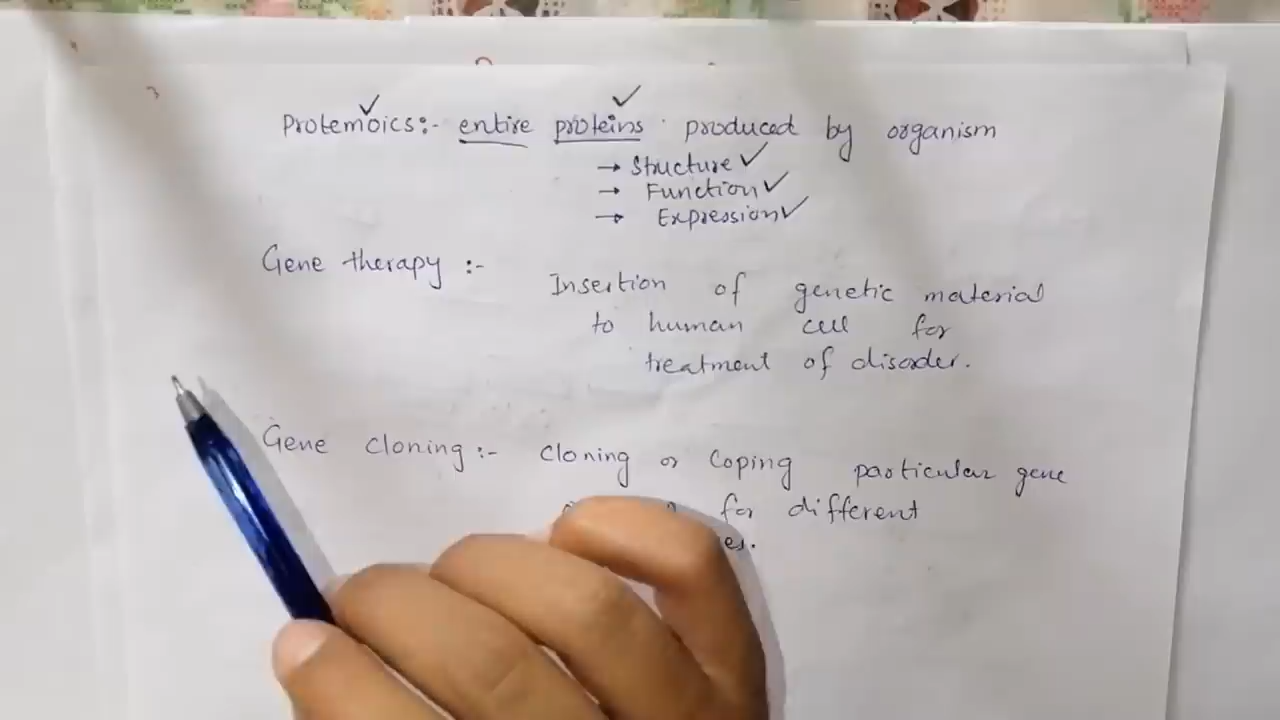 Protemoics:- entire proteins produced by organism
→ Structure ✓
→ Function ✓
→ Expression ✓
Gene therapy :- Insertion of genetic material
to human cell for
treatment of disorder.
Gene cloning :- Cloning or Coping particular gene
for different